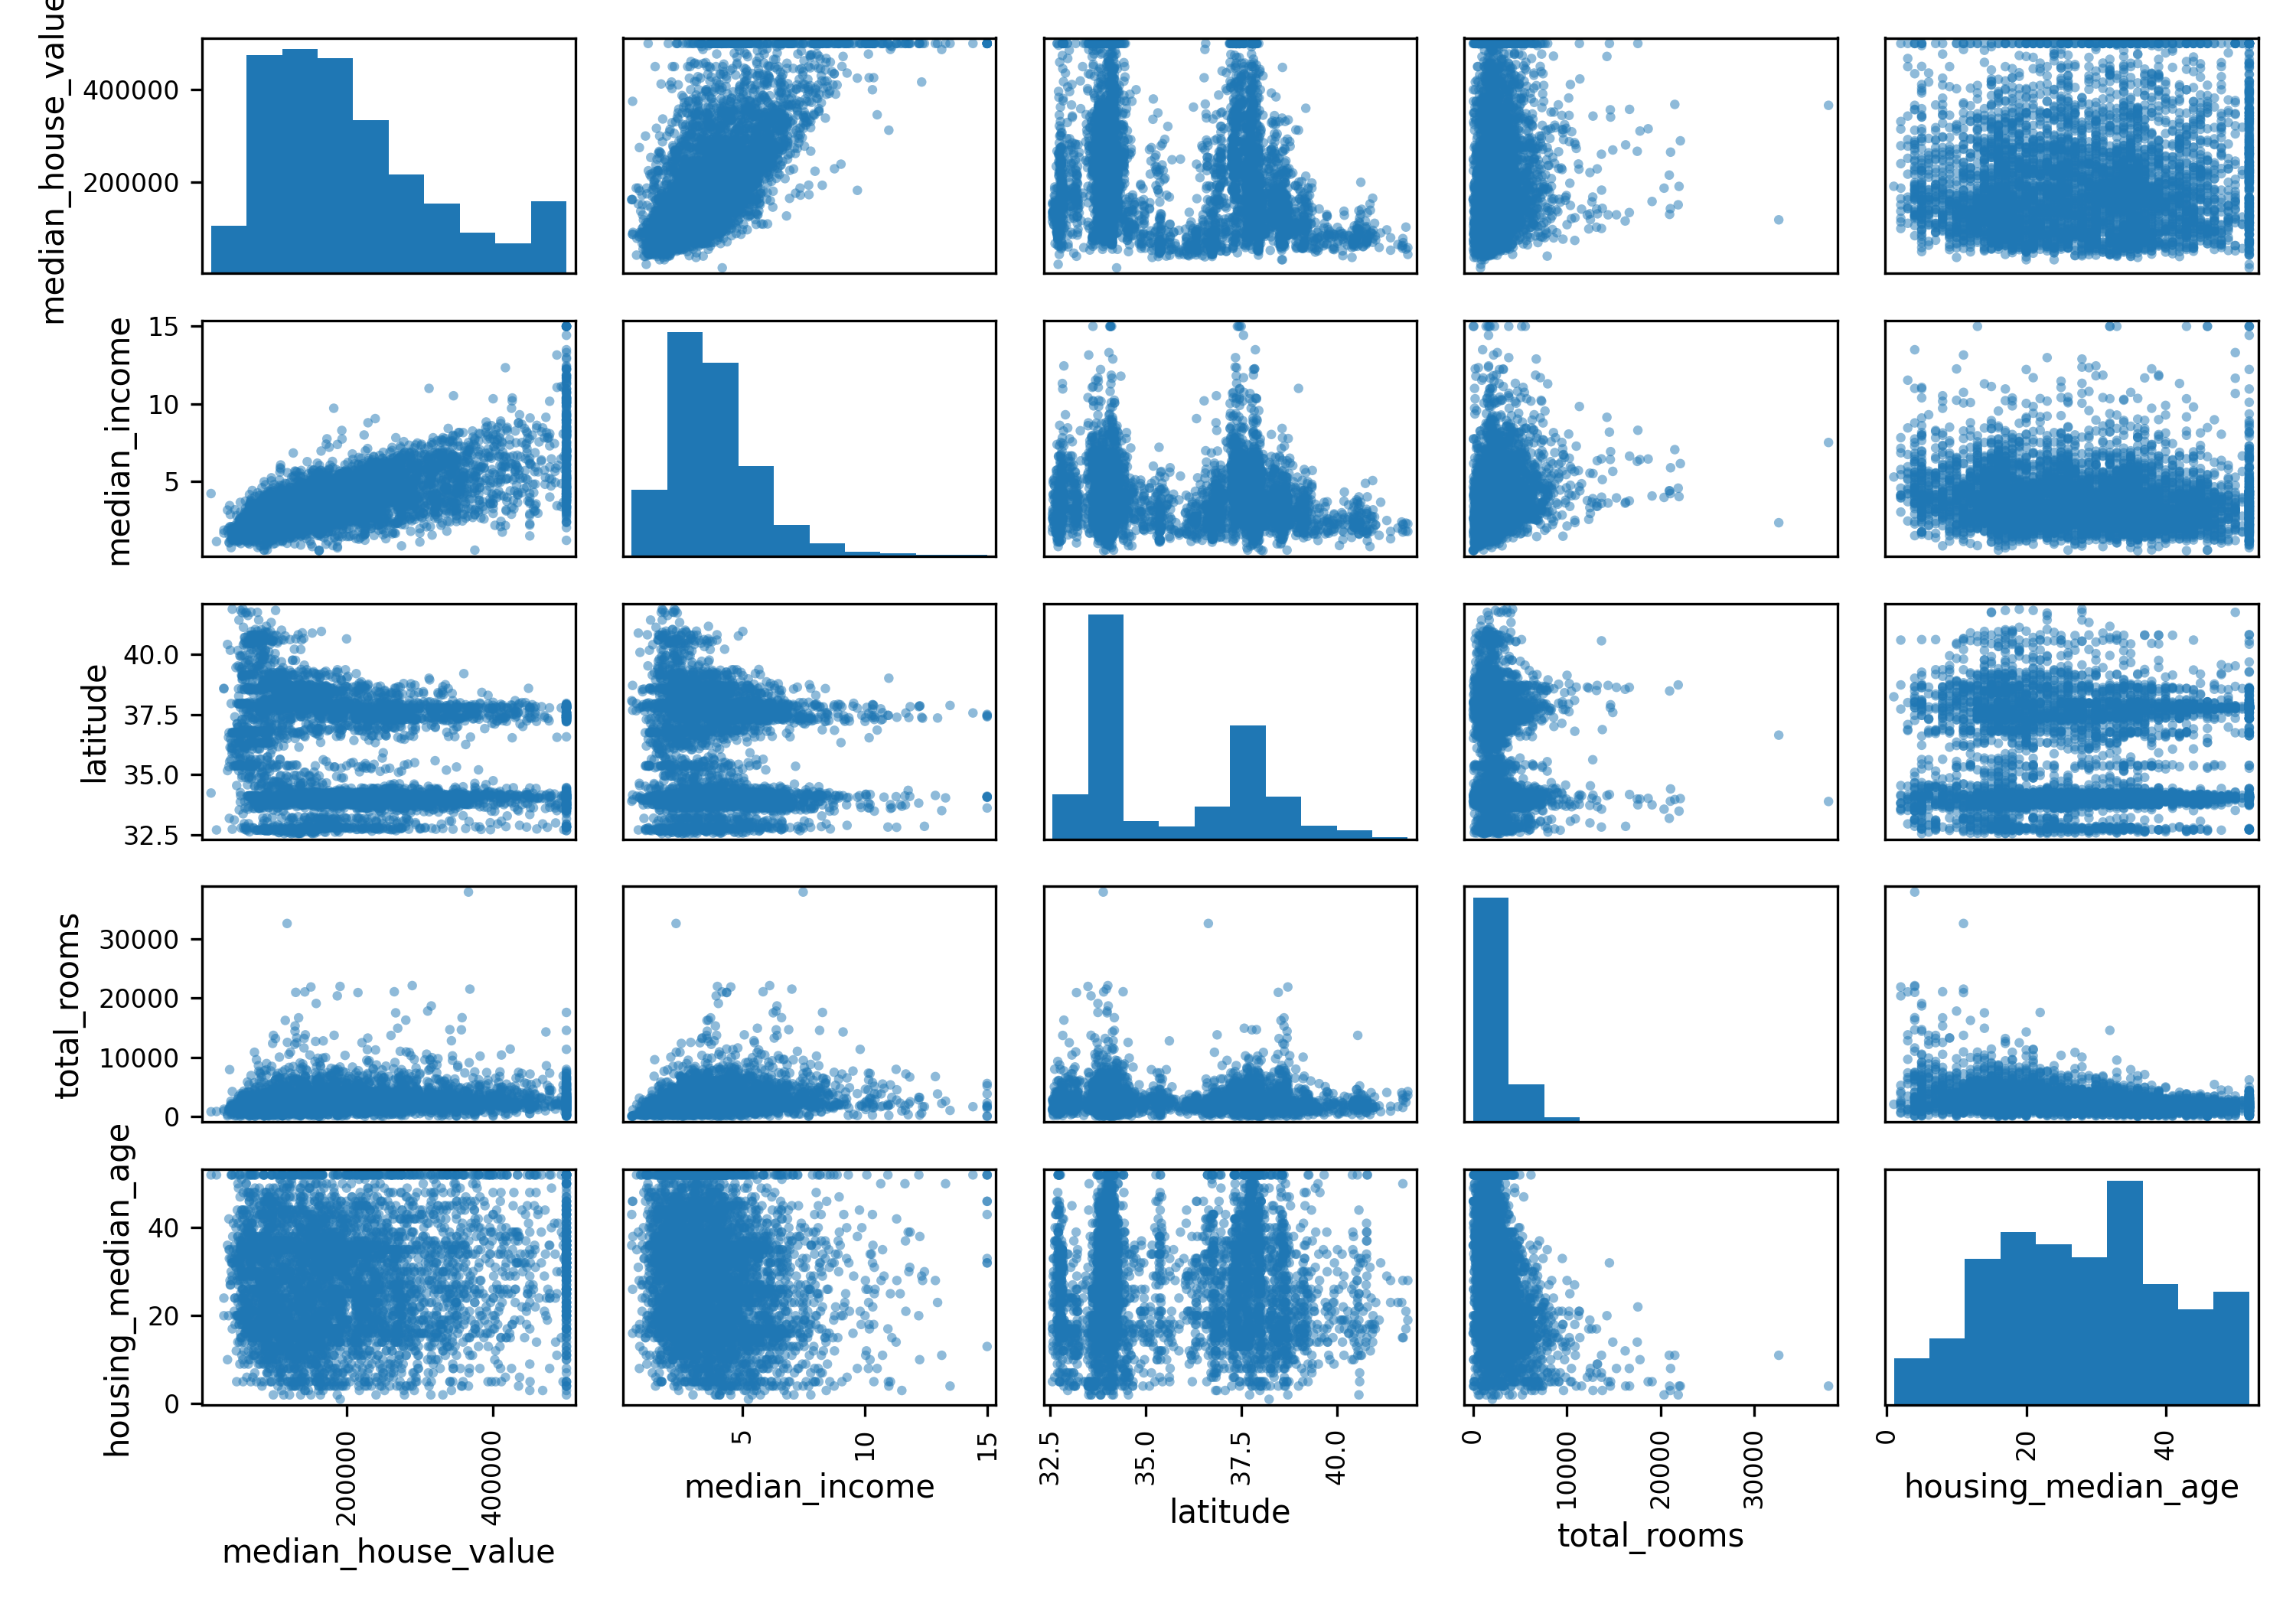 median_house_value
400000
200000
median_income
15
10
5
latitude
40.0
37.5
35.0
32.5
total_rooms
30000
20000
10000
0
housing_median_age
40
20
0
200000 400000
median_house_value
5 10 15
median_income
32.5 35.0 37.5 40.0
latitude
0 10000 20000 30000
total_rooms
0 20 40
housing_median_age